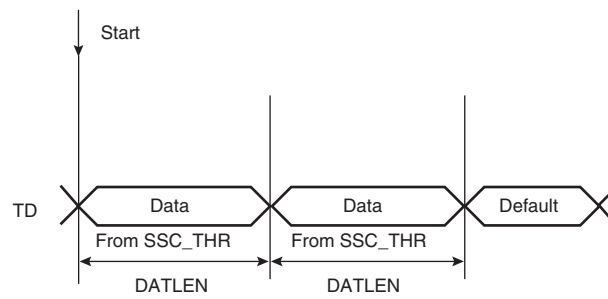 Start
TD
Data
Data
Default
From SSC_THR
From SSC_THR
DATLEN
DATLEN